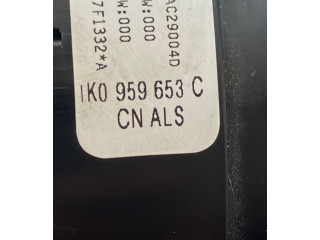 AC29004D
W:000
W:000
7F1332*A
1K0 959 653 C
CN ALS